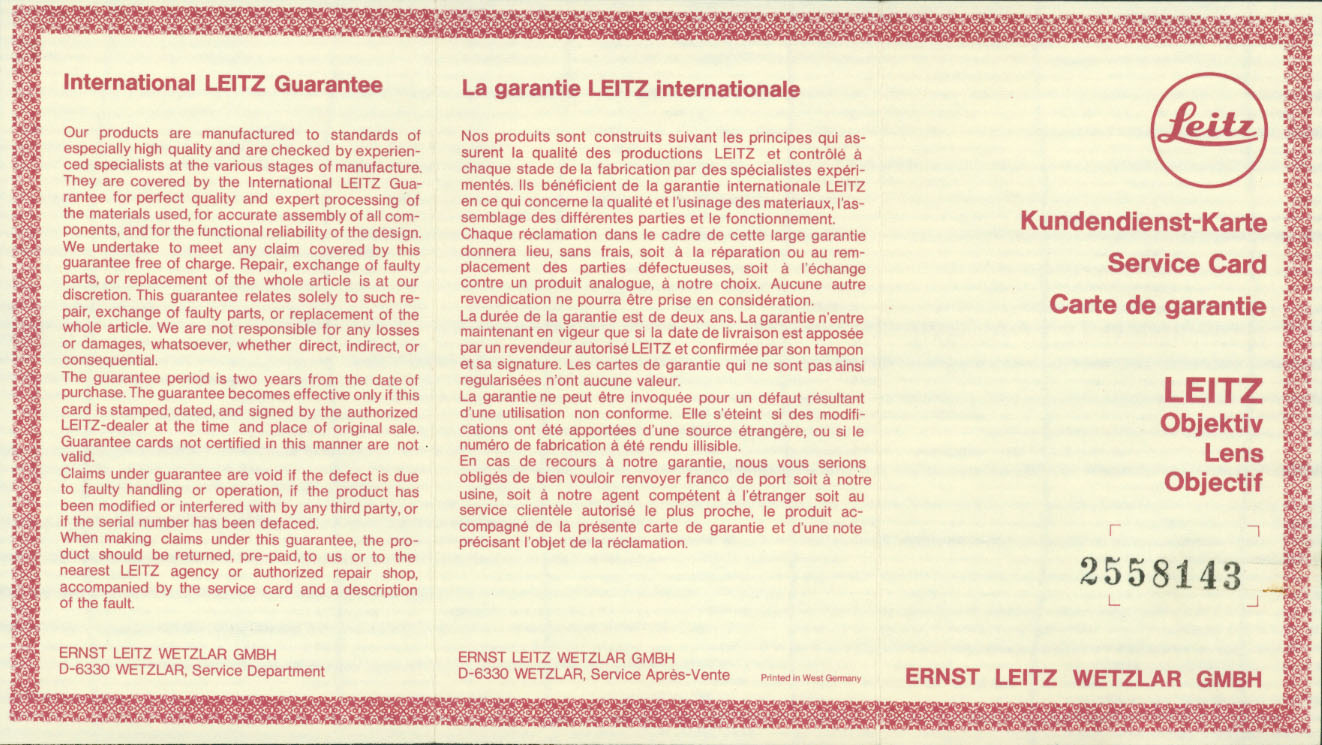 International LEITZ Guarantee
Our products are manufactured to standards of
especially high quality and are checked by experien-
ced specialists at the various stages of manufacture.
They are covered by the International LEITZ Gua-
rantee for perfect quality and expert processing of
the materials used, for accurate assembly of all com-
ponents, and for the functional reliability of the design.
We undertake to meet any claim covered by this
guarantee free of charge. Repair, exchange of faulty
parts, or replacement of the whole article is at our
discretion. This guarantee relates solely to such re-
pair, exchange of faulty parts, or replacement of the
whole article. We are not responsible for any losses
or damages, whatsoever, whether direct, indirect, or
consequential.
The guarantee period is two years from the date of
purchase. The guarantee becomes effective only if this
card is stamped, dated, and signed by the authorized
LEITZ-dealer at the time and place of original sale.
Guarantee cards not certified in this manner are not
valid.
Claims under guarantee are void if the defect is due
to faulty handling or operation, if the product has
been modified or interfered with by any third party, or
if the serial number has been defaced.
When making claims under this guarantee, the pro-
duct should be returned, pre-paid, to us or to the
nearest LEITZ agency or authorized repair shop,
accompanied by the service card and a description
of the fault.
ERNST LEITZ WETZLAR GMBH
D-6330 WETZLAR, Service Department
La garantie LEITZ internationale
Nos produits sont construits suivant les principes qui as-
surent la qualité des productions LEITZ et contrôlé à
chaque stade de la fabrication par des spécialistes expéri-
mentés. Ils bénéficient de la garantie internationale LEITZ
en ce qui concerne la qualité et l'usinage des materiaux, l'as-
semblage des différentes parties et le fonctionnement.
Chaque réclamation dans le cadre de cette large garantie
donnera lieu, sans frais, soit à la réparation ou au rem-
placement des parties défectueuses, soit à l'échange
contre un produit analogue, à notre choix. Aucune autre
revendication ne pourra être prise en considération.
La durée de la garantie est de deux ans. La garantie n'entre
maintenant en vigeur que si la date de livraison est apposée
par un revendeur autorisé LEITZ et confirmée par son tampon
et sa signature. Les cartes de garantie qui ne sont pas ainsi
regularisées n'ont aucune valeur.
La garantie ne peut être invoquée pour un défaut résultant
d'une utilisation non conforme. Elle s'éteint si des modifi-
cations ont été apportées d'une source étrangère, ou si le
numéro de fabrication à été rendu illisible.
En cas de recours à notre garantie, nous vous serions
obligés de bien vouloir renvoyer franco de port soit à notre
usine, soit à notre agent compétent à l'étranger soit au
service clientèle autorisé le plus proche, le produit ac-
compagné de la présente carte de garantie et d'une note
précisant l'objet de la réclamation.
ERNST LEITZ WETZLAR GMBH
D-6330 WETZLAR, Service Après-Vente
Printed in West Germany
Leitz
Kundendienst-Karte
Service Card
Carte de garantie
LEITZ
Objektiv
Lens
Objectif
2558143
ERNST LEITZ WETZLAR GMBH